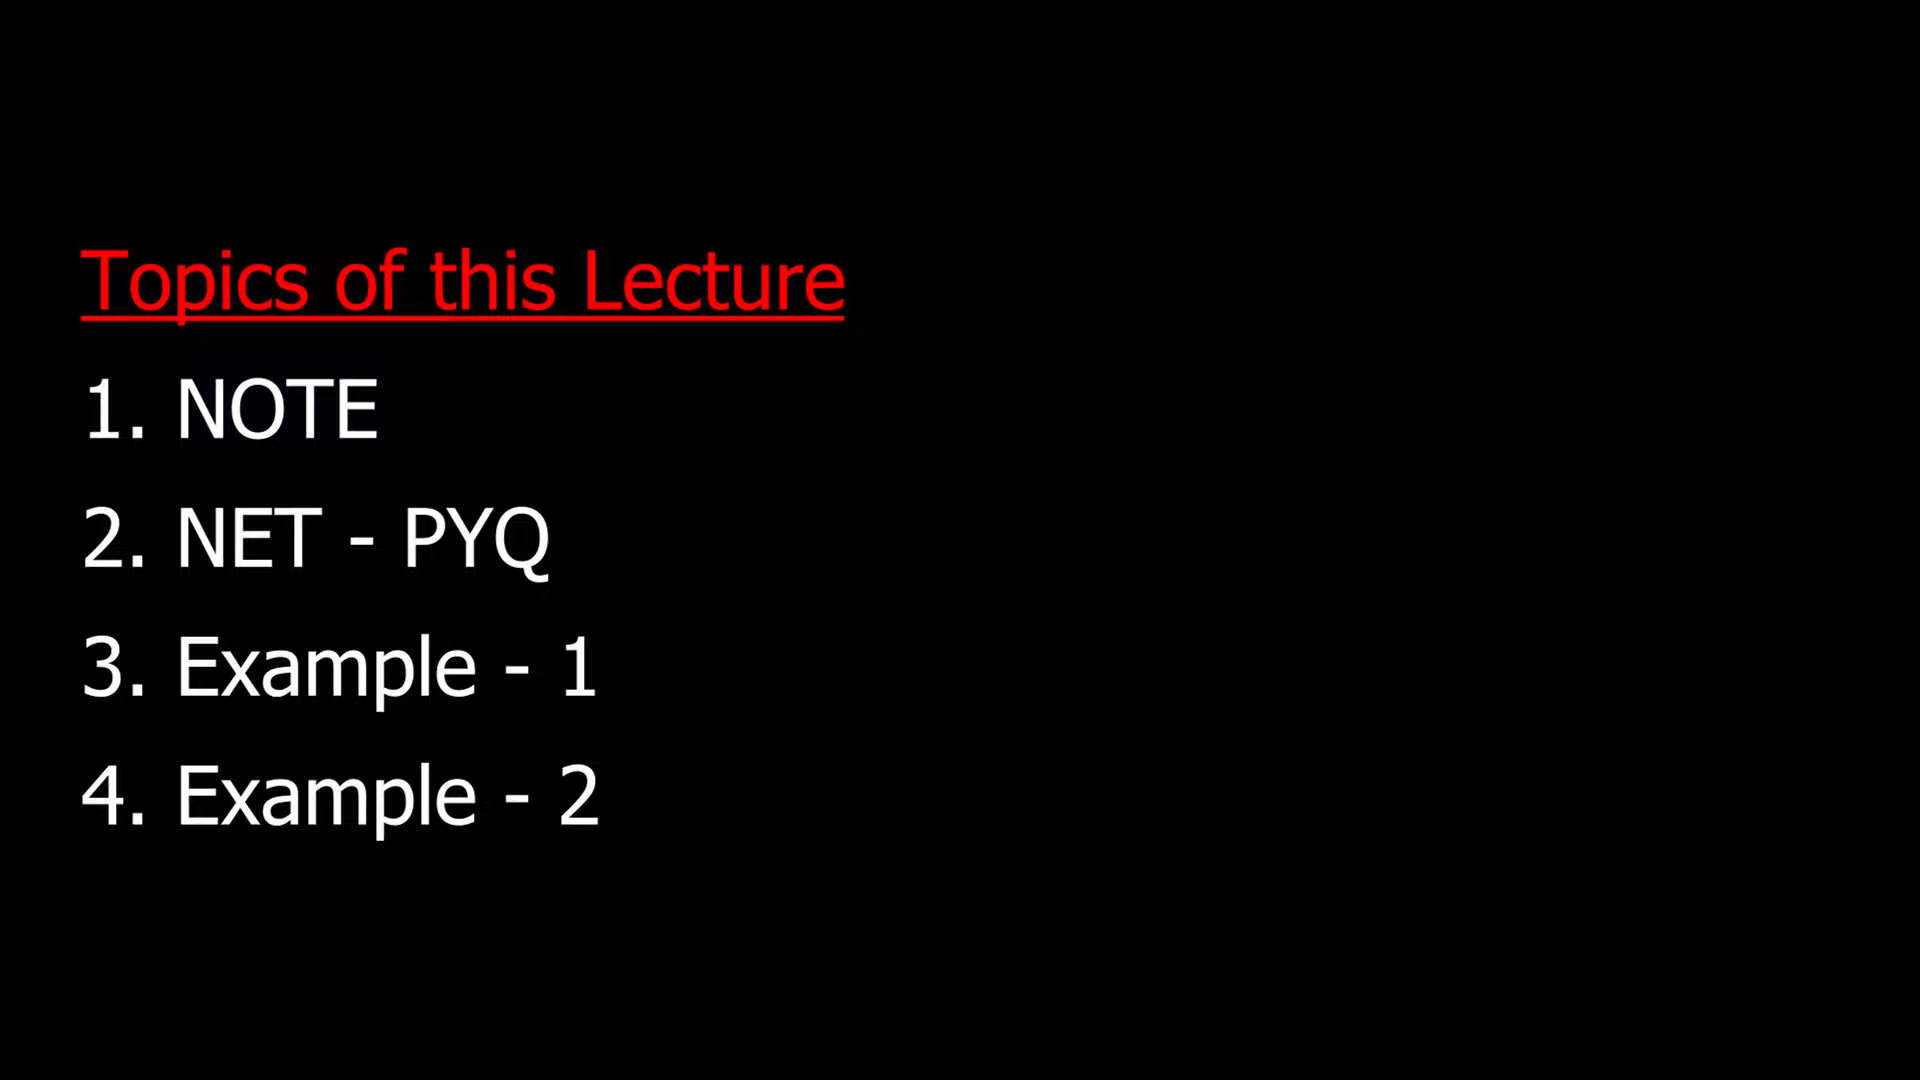 Topics of this Lecture
1. NOTE
2. NET - PYQ
3. Example - 1
4. Example - 2